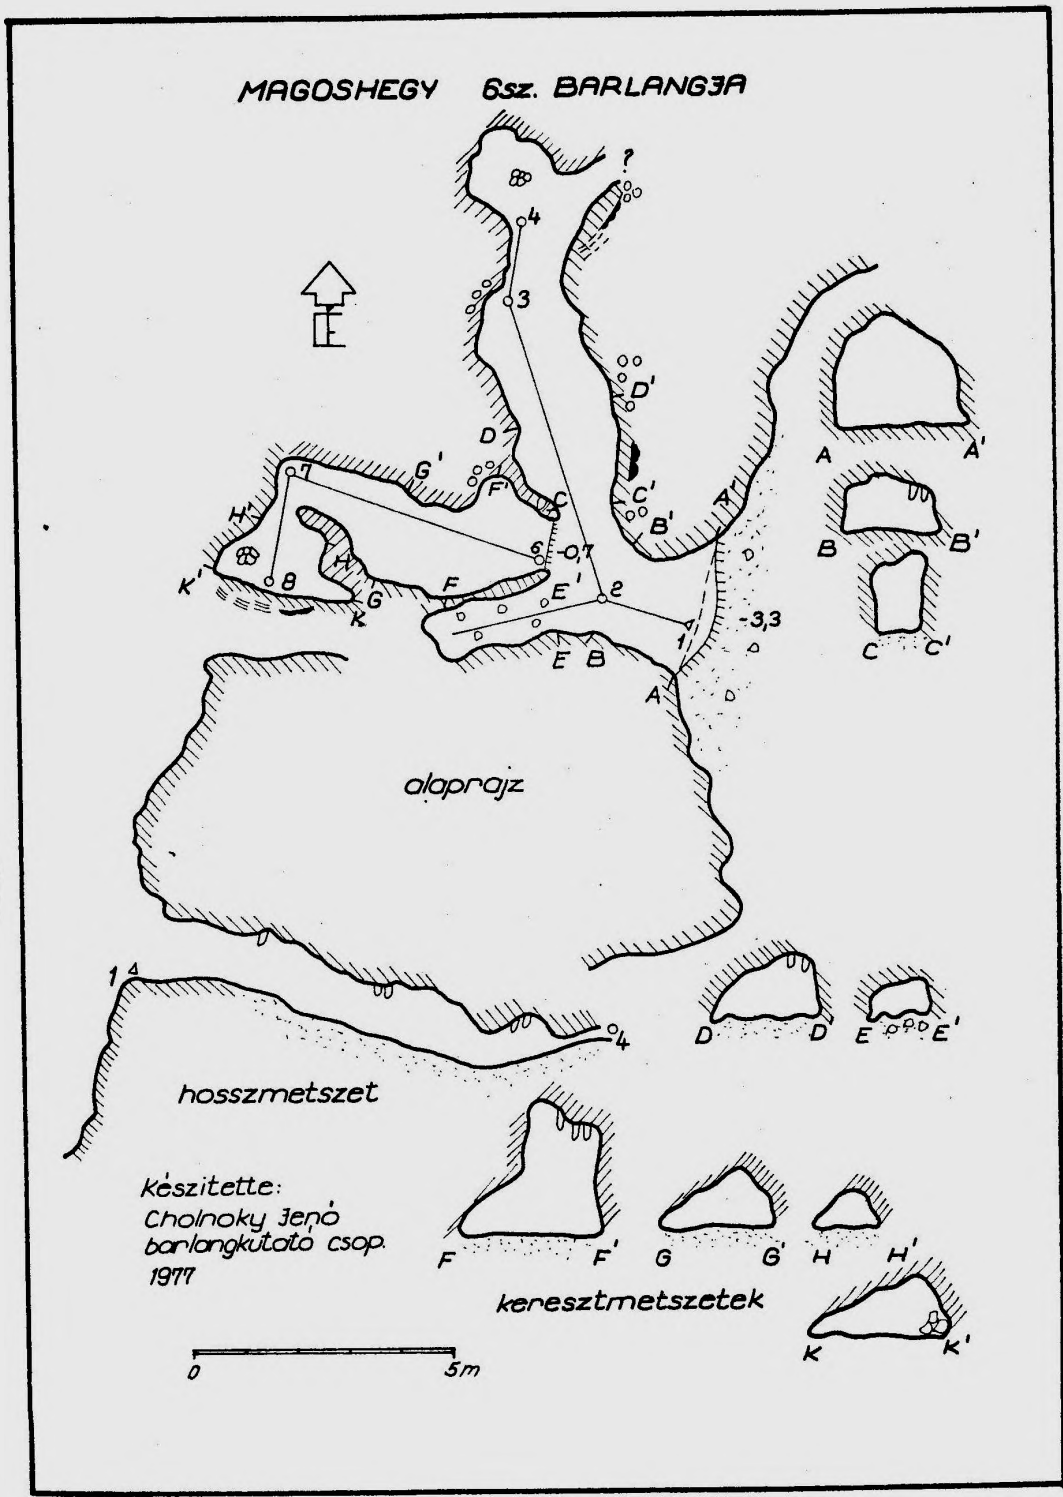 MAGOSHEGY 6sz. BARLANGJA
?
4
3
É
D'
D
G'
F'
C
C'
A'
B'
7
H'
6
-0,7
K'
8
H
G
K
F
E'
2
1
-3,3
E
B
A
A
A'
B
B'
C
C'
alaprajz
1
4
D
D
E
E'
hosszmetszet
készitette:
Cholnoky Jenő
barlangkutató csop.
1977
F
F'
G
G'
H
H'
keresztmetszetek
K
K'
0
5m